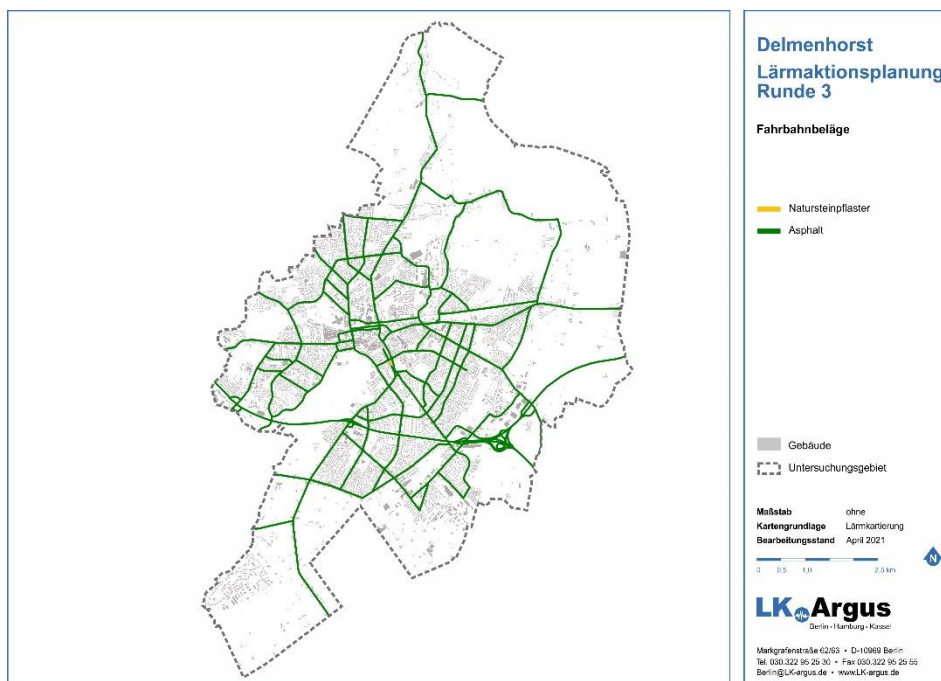 Delmenhorst
Lärmaktionsplanung
Runde 3
Fahrbahnbeläge
Natursteinpflaster
Asphalt
Gebäude
Untersuchungsgebiet
Maßstab ohne
Kartengrundlage Lärmkartierung
Bearbeitungsstand April 2021
0 0.5 1.0 2.0 km
N
LK Argus
Berlin • Hamburg • Kassel
Markgrafenstraße 62/63 • D-10969 Berlin
Tel. 030.322 95 25 30 • Fax 030.322 95 25 55
Berlin@LK-argus.de • www.LK-argus.de